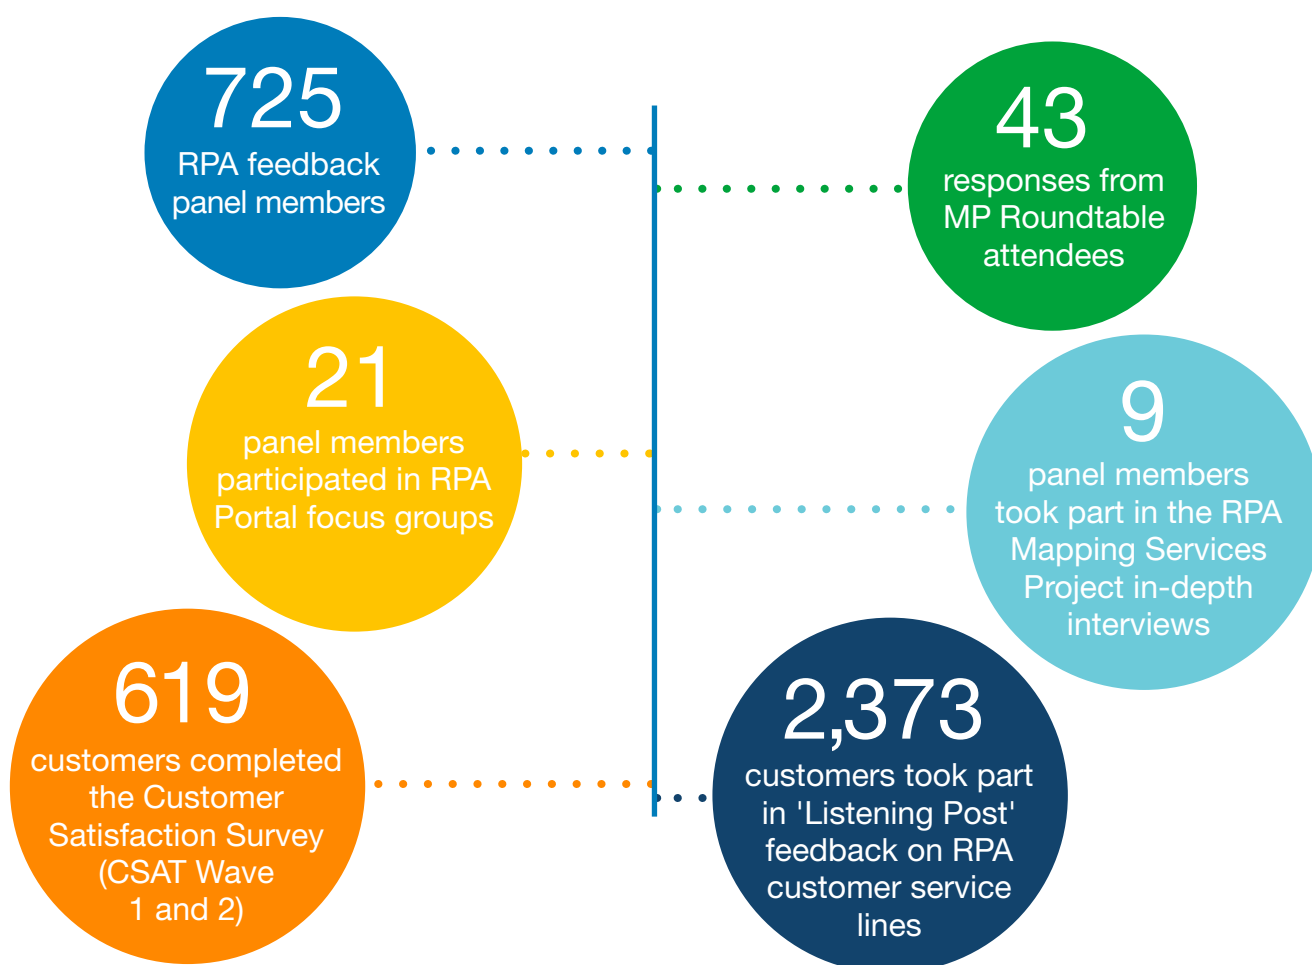 725
RPA feedback
panel members
43
responses from
MP Roundtable
attendees
21
panel members
participated in RPA
Portal focus groups
9
panel members
took part in the RPA
Mapping Services
Project in-depth
interviews
619
customers completed
the Customer
Satisfaction Survey
(CSAT Wave
1 and 2)
2,373
customers took part
in 'Listening Post'
feedback on RPA
customer service
lines